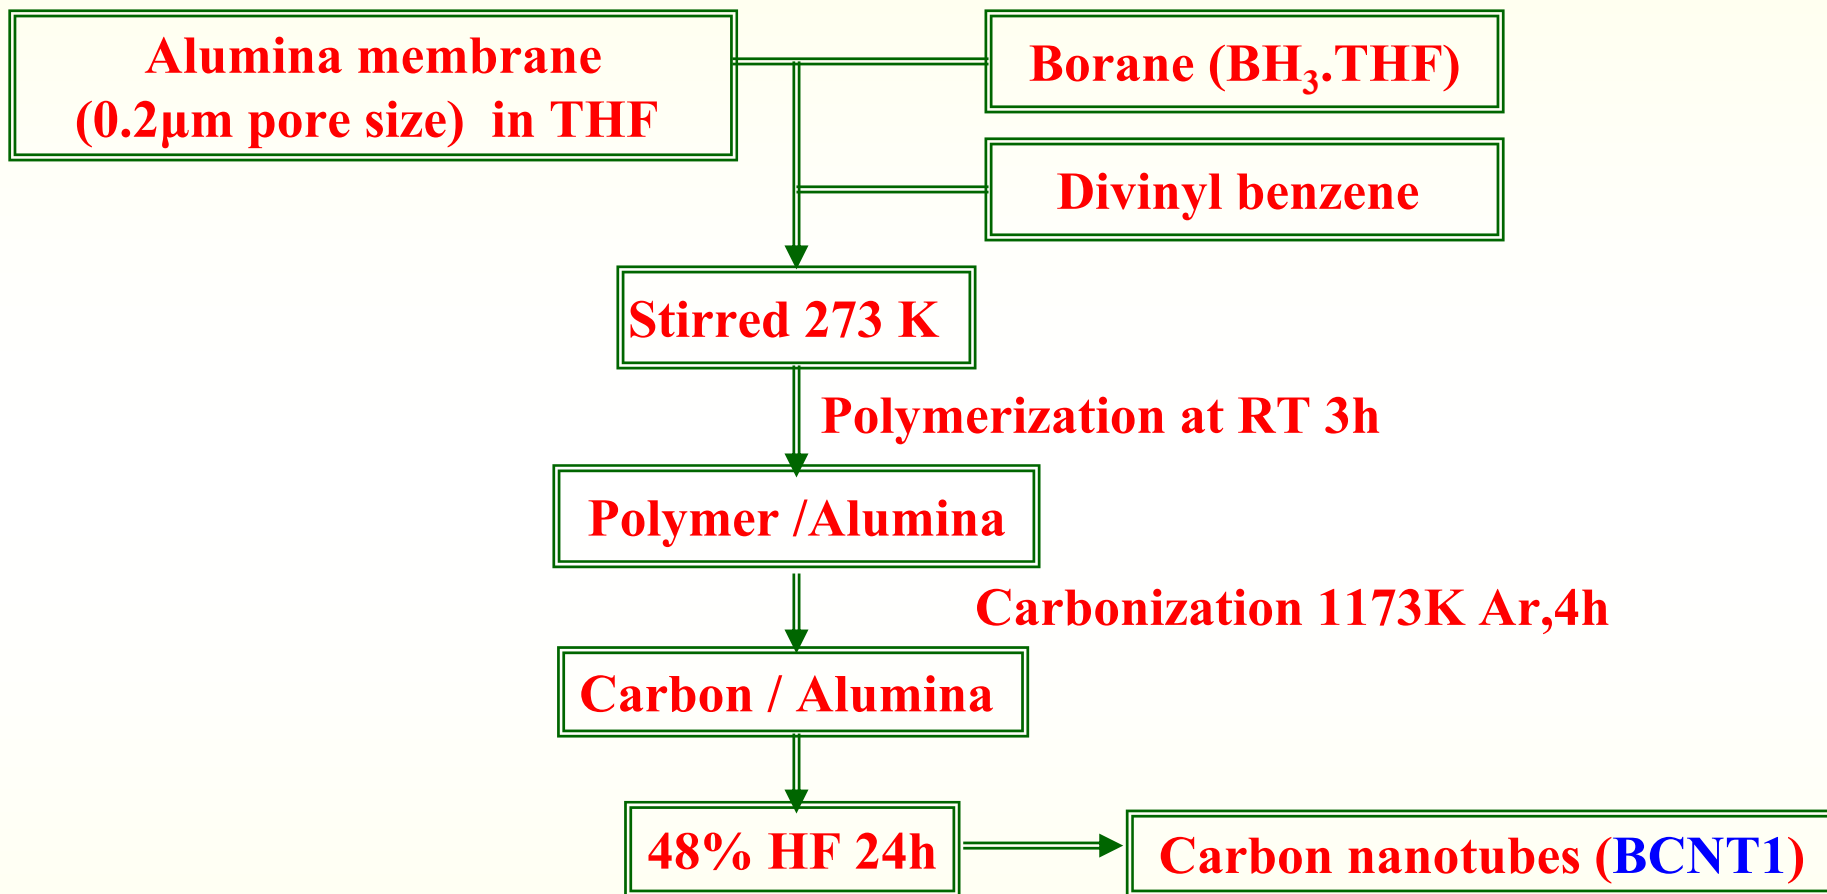 Alumina membrane
(0.2μm pore size) in THF
Borane (BH₃.THF)
Divinyl benzene
Stirred 273 K
Polymerization at RT 3h
Polymer /Alumina
Carbonization 1173K Ar,4h
Carbon / Alumina
48% HF 24h
Carbon nanotubes (BCNT1)